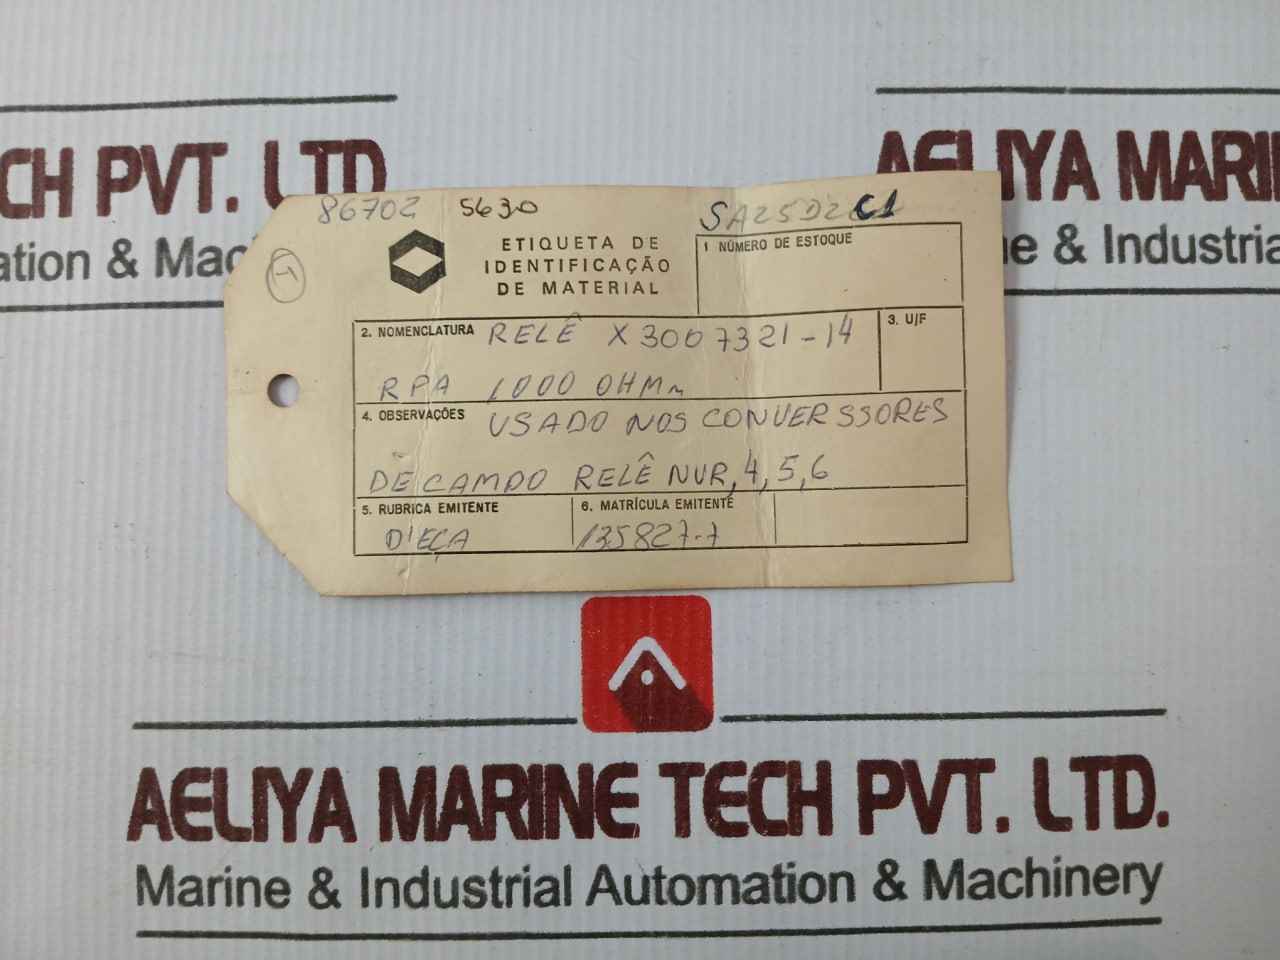 CH PVT. LTD.
AELIYA MARI
ation & Mac
ne & Industria
86702 5630
ETIQUETA DE
IDENTIFICAÇÃO
DE MATERIAL
1 NÚMERO DE ESTOQUE
2. NOMENCLATURA RELÊ X3007321-14
3. U/F
RPA 1000 OHM
4. OBSERVAÇÕES USADO NOS CONVERSSORES
DE CAMPO RELÊ NUR, 4, 5, 6
5. RUBRICA EMITENTE
6. MATRÍCULA EMITENTE
D'EÇA
135827-7
AELIYA MARINE TECH PVT. LTD.
Marine & Industrial Automation & Machinery